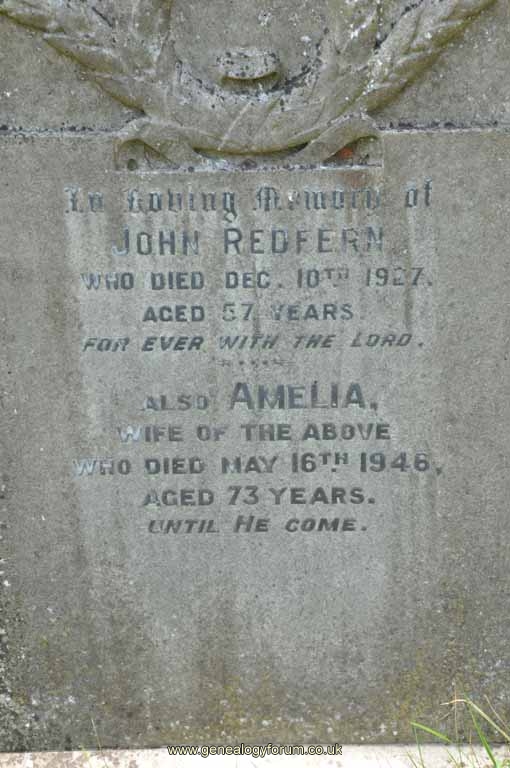 In Loving Memory of
JOHN REDFERN
WHO DIED DEC. 10TH 1927.
AGED 57 YEARS.
FOR EVER WITH THE LORD.
ALSO AMELIA,
WIFE OF THE ABOVE
WHO DIED MAY 16TH 1946,
AGED 73 YEARS.
UNTIL HE COME.
www.genealogyforum.co.uk